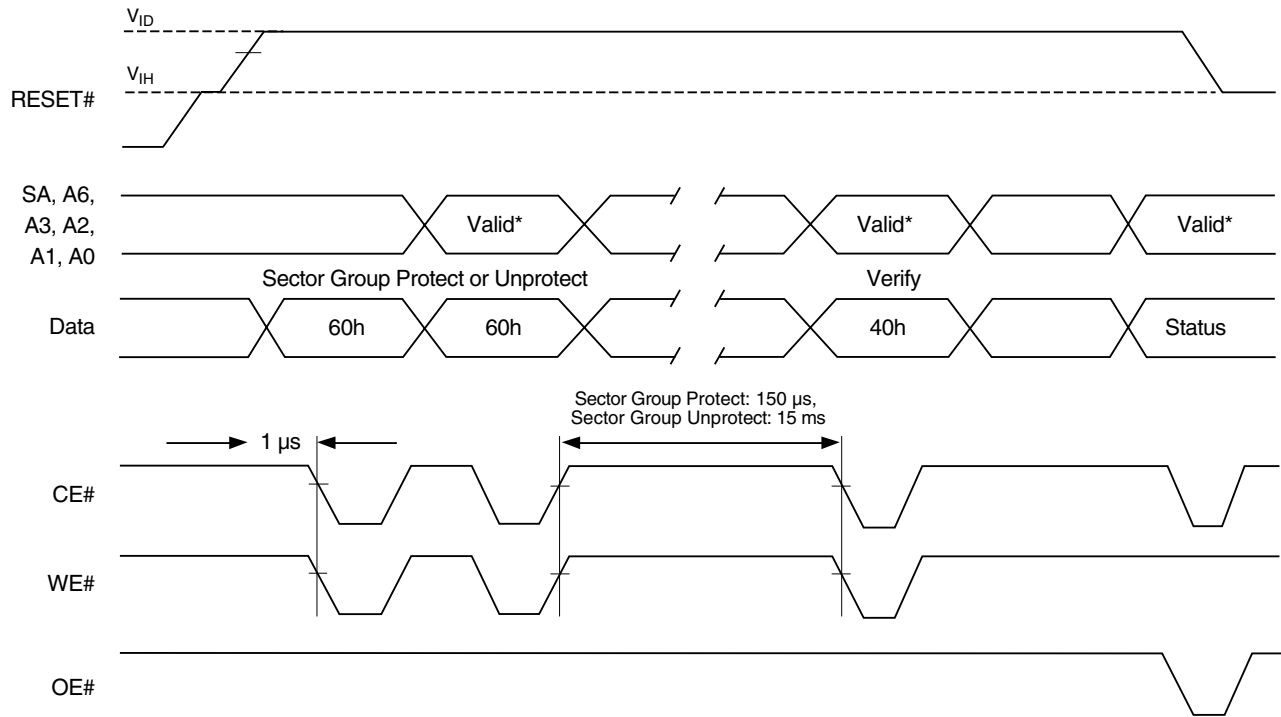 VID
VIH
RESET#
SA, A6,
A3, A2,
A1, A0
Valid*
Valid*
Valid*
Sector Group Protect or Unprotect
Verify
Data
60h
60h
40h
Status
Sector Group Protect: 150 µs,
Sector Group Unprotect: 15 ms
1 µs
CE#
WE#
OE#